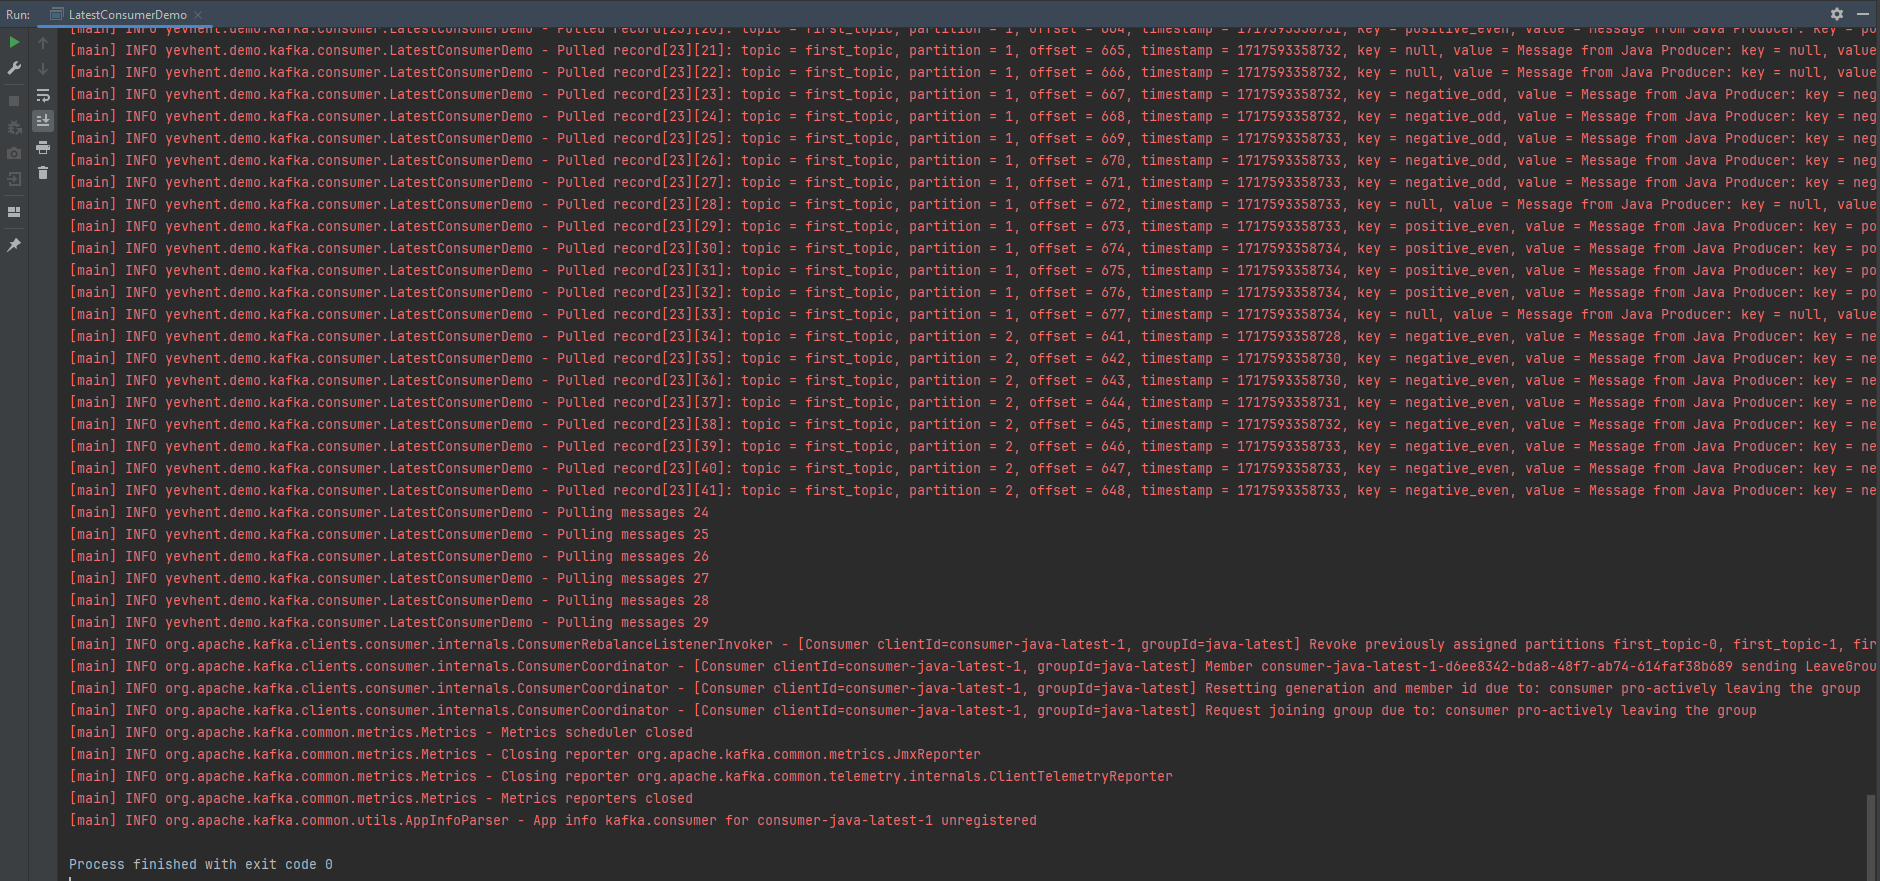 Run: LatestConsumerDemo
[main] INFO yevhent.demo.kafka.consumer.LatestConsumerDemo - Pulled record[23][20]: topic = first_topic, partition = 1, offset = 664, timestamp = 1717593358731, key = positive_even, value = Message from Java Producer: key = po
[main] INFO yevhent.demo.kafka.consumer.LatestConsumerDemo - Pulled record[23][21]: topic = first_topic, partition = 1, offset = 665, timestamp = 1717593358732, key = null, value = Message from Java Producer: key = null, value
[main] INFO yevhent.demo.kafka.consumer.LatestConsumerDemo - Pulled record[23][22]: topic = first_topic, partition = 1, offset = 666, timestamp = 1717593358732, key = null, value = Message from Java Producer: key = null, value
[main] INFO yevhent.demo.kafka.consumer.LatestConsumerDemo - Pulled record[23][23]: topic = first_topic, partition = 1, offset = 667, timestamp = 1717593358732, key = negative_odd, value = Message from Java Producer: key = neg
[main] INFO yevhent.demo.kafka.consumer.LatestConsumerDemo - Pulled record[23][24]: topic = first_topic, partition = 1, offset = 668, timestamp = 1717593358732, key = negative_odd, value = Message from Java Producer: key = neg
[main] INFO yevhent.demo.kafka.consumer.LatestConsumerDemo - Pulled record[23][25]: topic = first_topic, partition = 1, offset = 669, timestamp = 1717593358733, key = negative_odd, value = Message from Java Producer: key = neg
[main] INFO yevhent.demo.kafka.consumer.LatestConsumerDemo - Pulled record[23][26]: topic = first_topic, partition = 1, offset = 670, timestamp = 1717593358733, key = negative_odd, value = Message from Java Producer: key = neg
[main] INFO yevhent.demo.kafka.consumer.LatestConsumerDemo - Pulled record[23][27]: topic = first_topic, partition = 1, offset = 671, timestamp = 1717593358733, key = negative_odd, value = Message from Java Producer: key = neg
[main] INFO yevhent.demo.kafka.consumer.LatestConsumerDemo - Pulled record[23][28]: topic = first_topic, partition = 1, offset = 672, timestamp = 1717593358733, key = null, value = Message from Java Producer: key = null, value
[main] INFO yevhent.demo.kafka.consumer.LatestConsumerDemo - Pulled record[23][29]: topic = first_topic, partition = 1, offset = 673, timestamp = 1717593358733, key = positive_even, value = Message from Java Producer: key = po
[main] INFO yevhent.demo.kafka.consumer.LatestConsumerDemo - Pulled record[23][30]: topic = first_topic, partition = 1, offset = 674, timestamp = 1717593358734, key = positive_even, value = Message from Java Producer: key = po
[main] INFO yevhent.demo.kafka.consumer.LatestConsumerDemo - Pulled record[23][31]: topic = first_topic, partition = 1, offset = 675, timestamp = 1717593358734, key = positive_even, value = Message from Java Producer: key = po
[main] INFO yevhent.demo.kafka.consumer.LatestConsumerDemo - Pulled record[23][32]: topic = first_topic, partition = 1, offset = 676, timestamp = 1717593358734, key = positive_even, value = Message from Java Producer: key = po
[main] INFO yevhent.demo.kafka.consumer.LatestConsumerDemo - Pulled record[23][33]: topic = first_topic, partition = 1, offset = 677, timestamp = 1717593358734, key = null, value = Message from Java Producer: key = null, value
[main] INFO yevhent.demo.kafka.consumer.LatestConsumerDemo - Pulled record[23][34]: topic = first_topic, partition = 2, offset = 641, timestamp = 1717593358728, key = negative_even, value = Message from Java Producer: key = ne
[main] INFO yevhent.demo.kafka.consumer.LatestConsumerDemo - Pulled record[23][35]: topic = first_topic, partition = 2, offset = 642, timestamp = 1717593358730, key = negative_even, value = Message from Java Producer: key = ne
[main] INFO yevhent.demo.kafka.consumer.LatestConsumerDemo - Pulled record[23][36]: topic = first_topic, partition = 2, offset = 643, timestamp = 1717593358730, key = negative_even, value = Message from Java Producer: key = ne
[main] INFO yevhent.demo.kafka.consumer.LatestConsumerDemo - Pulled record[23][37]: topic = first_topic, partition = 2, offset = 644, timestamp = 1717593358731, key = negative_even, value = Message from Java Producer: key = ne
[main] INFO yevhent.demo.kafka.consumer.LatestConsumerDemo - Pulled record[23][38]: topic = first_topic, partition = 2, offset = 645, timestamp = 1717593358732, key = negative_even, value = Message from Java Producer: key = ne
[main] INFO yevhent.demo.kafka.consumer.LatestConsumerDemo - Pulled record[23][39]: topic = first_topic, partition = 2, offset = 646, timestamp = 1717593358733, key = negative_even, value = Message from Java Producer: key = ne
[main] INFO yevhent.demo.kafka.consumer.LatestConsumerDemo - Pulled record[23][40]: topic = first_topic, partition = 2, offset = 647, timestamp = 1717593358733, key = negative_even, value = Message from Java Producer: key = ne
[main] INFO yevhent.demo.kafka.consumer.LatestConsumerDemo - Pulled record[23][41]: topic = first_topic, partition = 2, offset = 648, timestamp = 1717593358733, key = negative_even, value = Message from Java Producer: key = ne
[main] INFO yevhent.demo.kafka.consumer.LatestConsumerDemo - Pulling messages 24
[main] INFO yevhent.demo.kafka.consumer.LatestConsumerDemo - Pulling messages 25
[main] INFO yevhent.demo.kafka.consumer.LatestConsumerDemo - Pulling messages 26
[main] INFO yevhent.demo.kafka.consumer.LatestConsumerDemo - Pulling messages 27
[main] INFO yevhent.demo.kafka.consumer.LatestConsumerDemo - Pulling messages 28
[main] INFO yevhent.demo.kafka.consumer.LatestConsumerDemo - Pulling messages 29
[main] INFO org.apache.kafka.clients.consumer.internals.ConsumerRebalanceListenerInvoker - [Consumer clientId=consumer-java-latest-1, groupId=java-latest] Revoke previously assigned partitions first_topic-0, first_topic-1, fir
[main] INFO org.apache.kafka.clients.consumer.internals.ConsumerCoordinator - [Consumer clientId=consumer-java-latest-1, groupId=java-latest] Member consumer-java-latest-1-d6ee8342-bda8-48f7-ab74-614faf38b689 sending LeaveGrou
[main] INFO org.apache.kafka.clients.consumer.internals.ConsumerCoordinator - [Consumer clientId=consumer-java-latest-1, groupId=java-latest] Resetting generation and member id due to: consumer pro-actively leaving the group
[main] INFO org.apache.kafka.clients.consumer.internals.ConsumerCoordinator - [Consumer clientId=consumer-java-latest-1, groupId=java-latest] Request joining group due to: consumer pro-actively leaving the group
[main] INFO org.apache.kafka.common.metrics.Metrics - Metrics scheduler closed
[main] INFO org.apache.kafka.common.metrics.Metrics - Closing reporter org.apache.kafka.common.metrics.JmxReporter
[main] INFO org.apache.kafka.common.metrics.Metrics - Closing reporter org.apache.kafka.common.telemetry.internals.ClientTelemetryReporter
[main] INFO org.apache.kafka.common.metrics.Metrics - Metrics reporters closed
[main] INFO org.apache.kafka.common.utils.AppInfoParser - App info kafka.consumer for consumer-java-latest-1 unregistered
Process finished with exit code 0